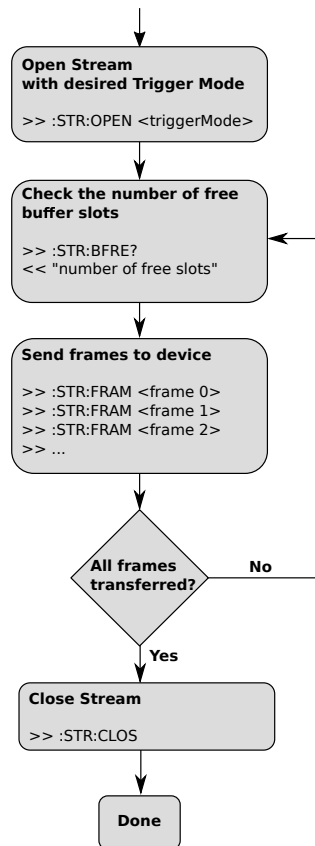 Open Stream
with desired Trigger Mode
>> :STR:OPEN <triggerMode>
Check the number of free
buffer slots
>> :STR:BFRE?
<< "number of free slots"
Send frames to device
>> :STR:FRAM <frame 0>
>> :STR:FRAM <frame 1>
>> :STR:FRAM <frame 2>
>> ...
All frames
transferred?
No
Yes
Close Stream
>> :STR:CLOS
Done